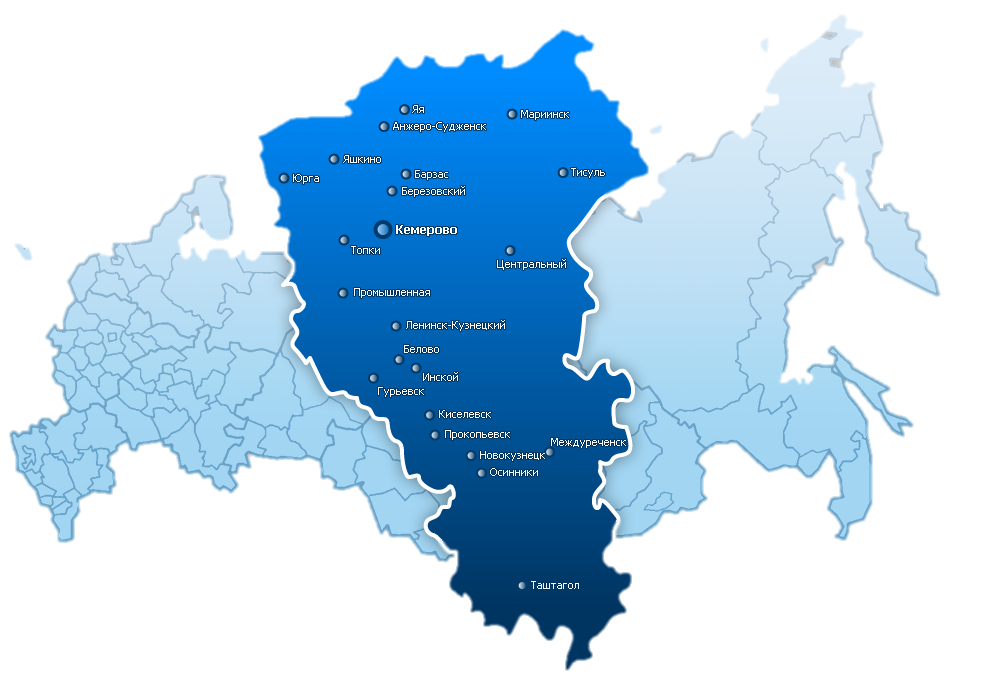 Яя
Мариинск
Анжеро-Судженск
Яшкино
Тисуль
Барзас
Юрга
Березовский
Кемерово
Топки
Центральный
Промышленная
Ленинск-Кузнецкий
Белово
Инской
Гурьевск
Киселевск
Прокопьевск
Междуреченск
Новокузнецк
Осинники
Таштагол